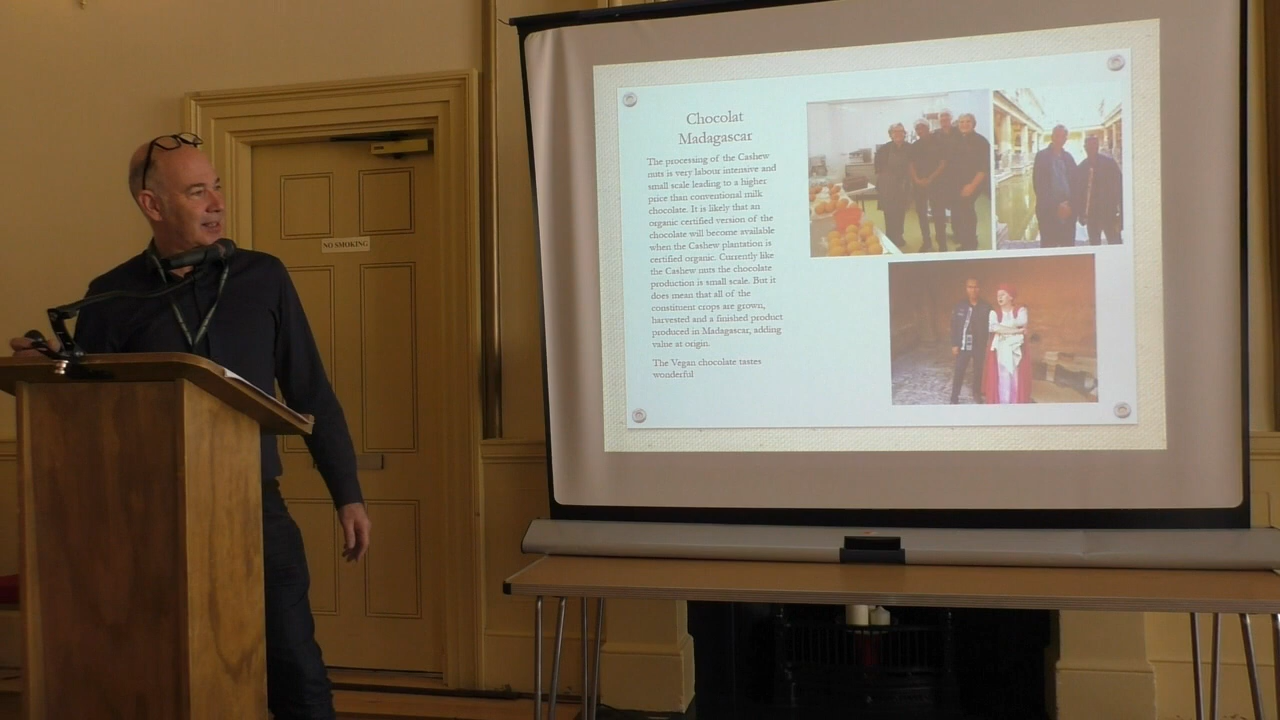 NO SMOKING
Chocolat
Madagascar
The processing of the Cashew
nuts is very labour intensive and
small scale leading to a higher
price than conventional milk
chocolate. It is likely that an
organic certified version of the
chocolate will become available
when the Cashew plantation is
certified organic. Currently like
the Cashew nuts the chocolate
production is small scale. But it
does mean that all of the
constituent crops are grown,
harvested and a finished product
produced in Madagascar, adding
value at origin.
The Vegan chocolate tastes
wonderful